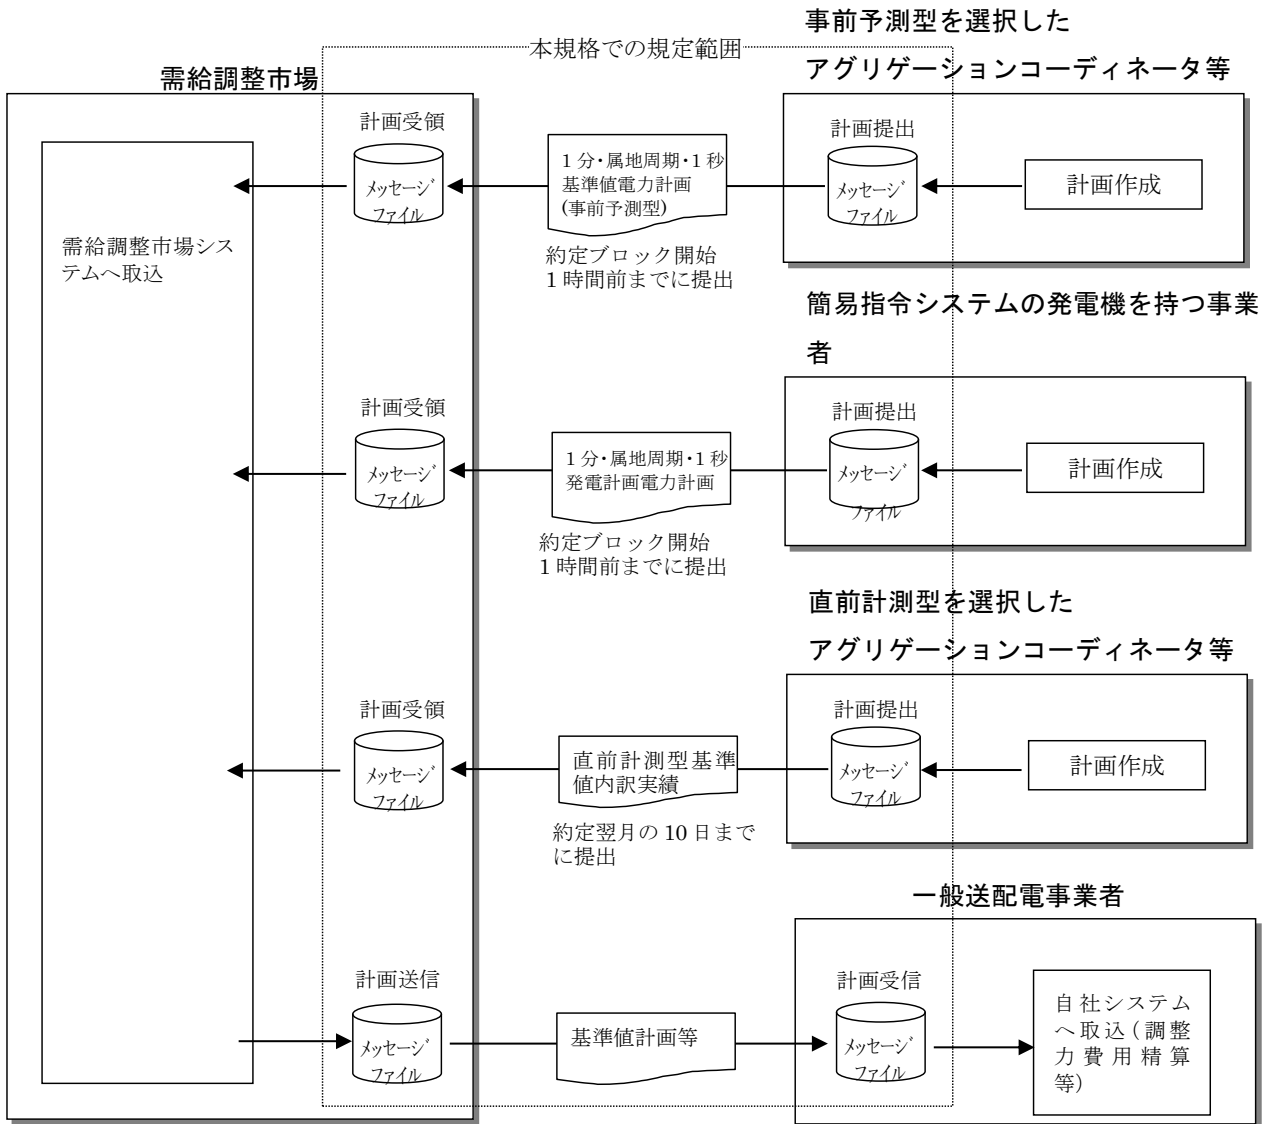 事前予測型を選択した
アグリゲーションコーディネータ等
本規格での規定範囲
需給調整市場
計画受領
メッセージ
ファイル
1分・属地周期・1秒
基準値電力計画
(事前予測型)
約定ブロック開始
1時間前までに提出
計画提出
メッセージ
ファイル
計画作成
需給調整市場シス
テムへ取込
簡易指令システムの発電機を持つ事業
者
計画受領
メッセージ
ファイル
1分・属地周期・1秒
発電計画電力計画
約定ブロック開始
1時間前までに提出
計画提出
メッセージ
ファイル
計画作成
直前計測型を選択した
アグリゲーションコーディネータ等
計画受領
メッセージ
ファイル
直前計測型基準
値内訳実績
約定翌月の10日まで
に提出
計画提出
メッセージ
ファイル
計画作成
一般送配電事業者
計画送信
メッセージ
ファイル
基準値計画等
計画受信
メッセージ
ファイル
自社システム
へ取込(調整
力費用精算
等)